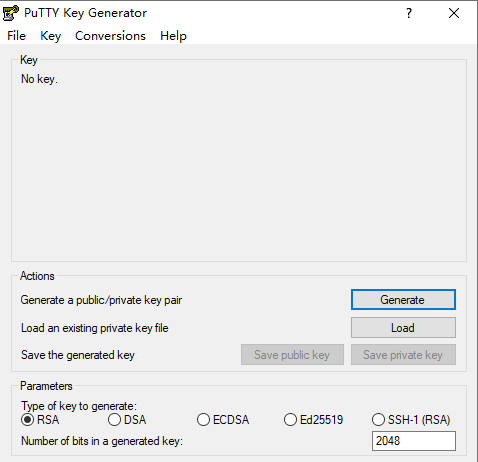 PuTTY Key Generator
? 
File Key Conversions Help
Key
No key.
Actions
Generate a public/private key pair Generate
Load an existing private key file Load
Save the generated key Save public key Save private key
Parameters
Type of key to generate:
RSA DSA ECDSA Ed25519 SSH-1 (RSA)
Number of bits in a generated key: 2048